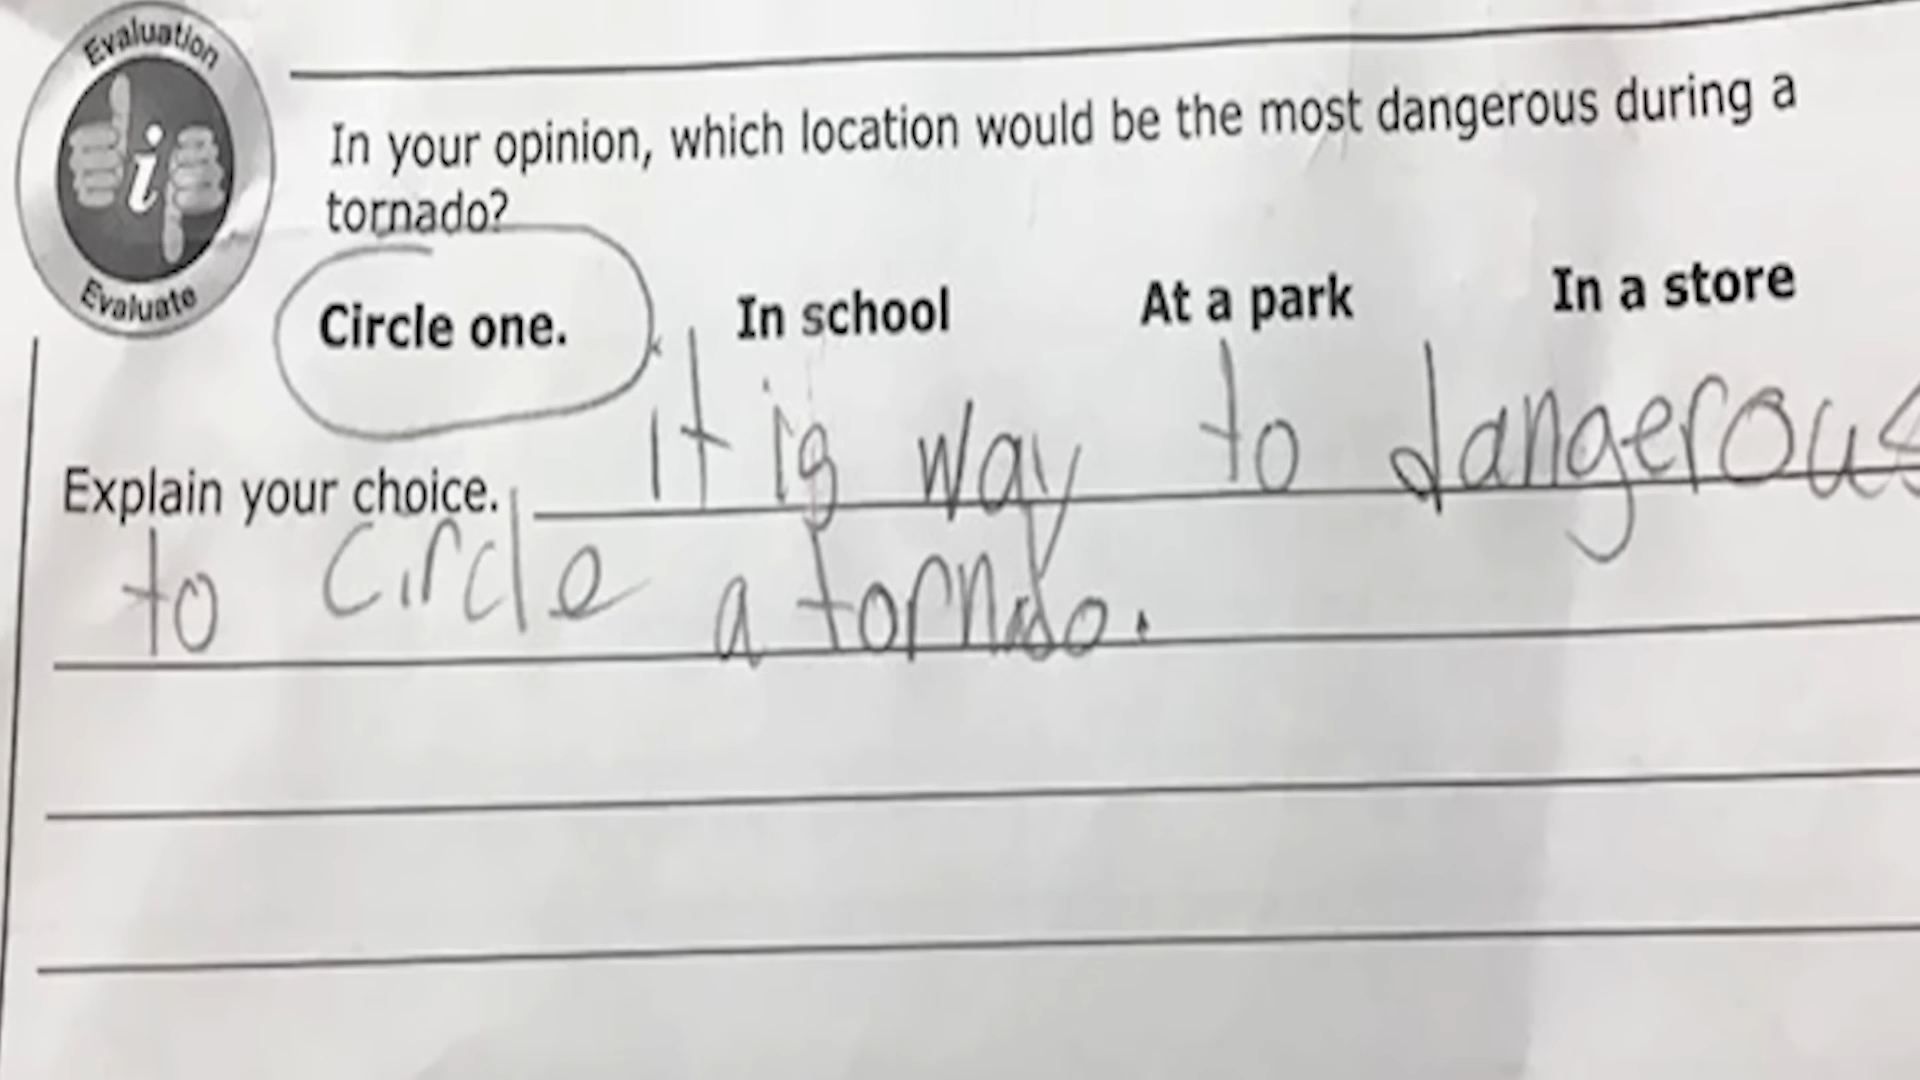 Evaluation
i
Evaluate
In your opinion, which location would be the most dangerous during a
tornado?
Circle one. In school At a park In a store
Explain your choice. It is way to dangerous
to circle a torndo.